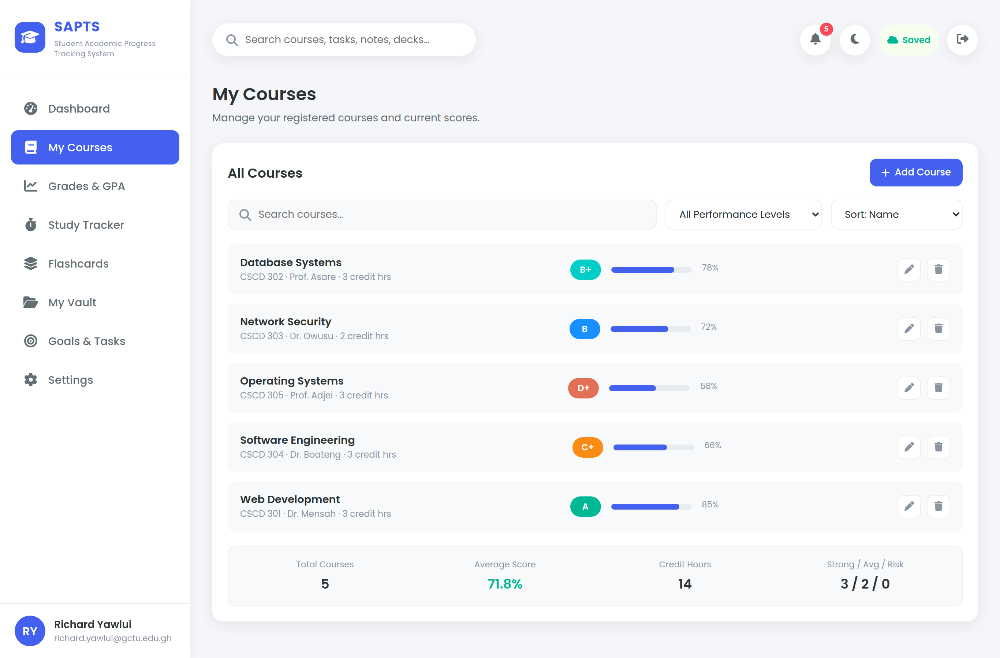 SAPTS
Student Academic Progress
Tracking System
Dashboard
My Courses
Grades & GPA
Study Tracker
Flashcards
My Vault
Goals & Tasks
Settings
RY
Richard Yawlui
richard.yawlui@gctu.edu.gh
Search courses, tasks, notes, decks...
5
Saved
My Courses
Manage your registered courses and current scores.
All Courses
Add Course
Search courses...
All Performance Levels
Sort: Name
Database Systems
CSCD 302 · Prof. Asare · 3 credit hrs
B+
78%
Network Security
CSCD 303 · Dr. Owusu · 2 credit hrs
B
72%
Operating Systems
CSCD 305 · Prof. Adjei · 3 credit hrs
D+
58%
Software Engineering
CSCD 304 · Dr. Boateng · 3 credit hrs
C+
66%
Web Development
CSCD 301 · Dr. Mensah · 3 credit hrs
A
85%
Total Courses
5
Average Score
71.8%
Credit Hours
14
Strong / Avg / Risk
3 / 2 / 0